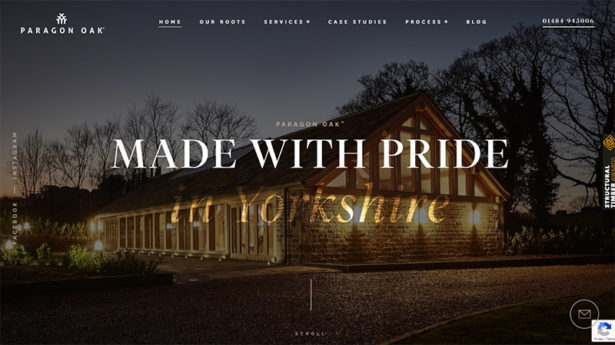 PARAGON OAK
HOME
OUR ROOTS
SERVICES +
CASE STUDIES
PROCESS +
BLOG
01484 943006
PARAGON OAK
MADE WITH PRIDE
in Yorkshire
FACEBOOK — INSTAGRAM
STRUCTURAL
TIMBER
SCROLL